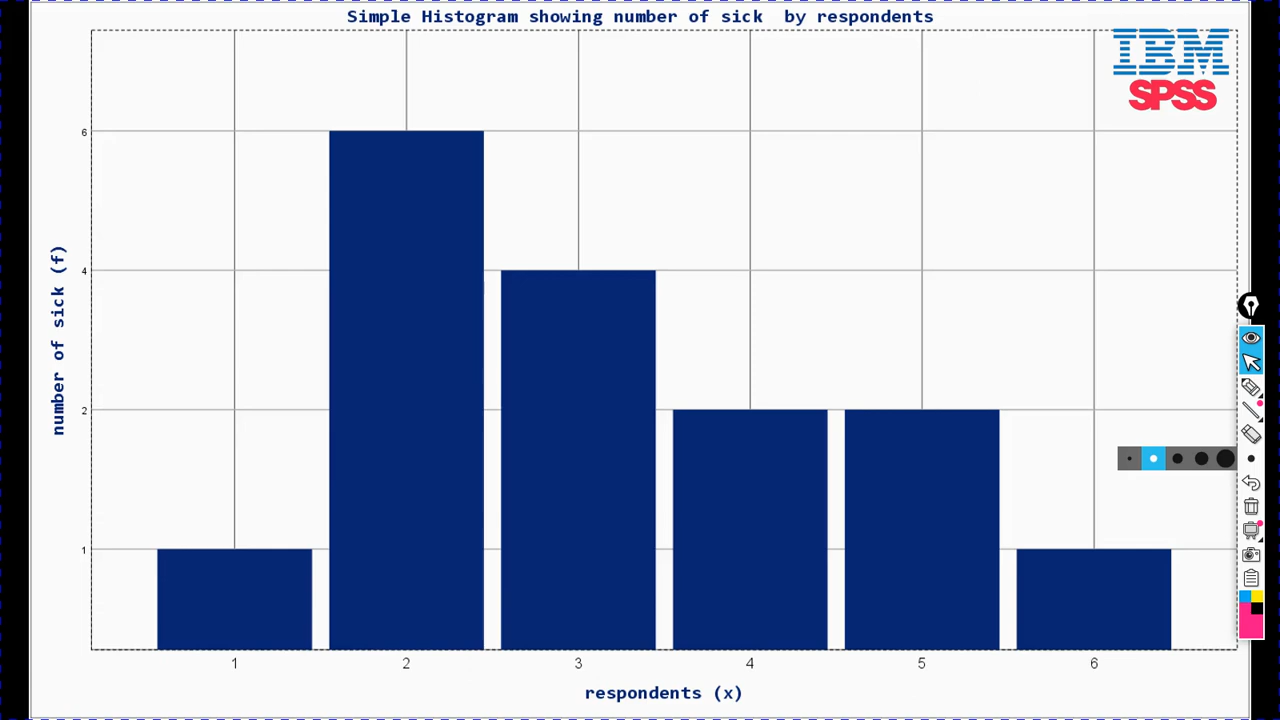 Simple Histogram showing number of sick  by respondents
IBM
SPSS
number of sick (f)
6
4
2
1
1 2 3 4 5 6
respondents (x)